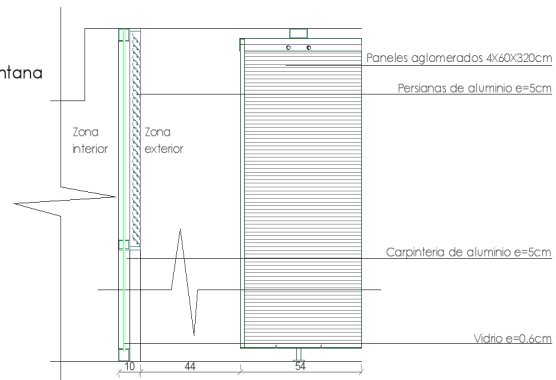 Paneles aglomerados 4X60X320cm
Persianas de aluminio e=5cm
Zona interior
Zona exterior
Carpinteria de aluminio e=5cm
Vidrio e=0.6cm
10 44 54